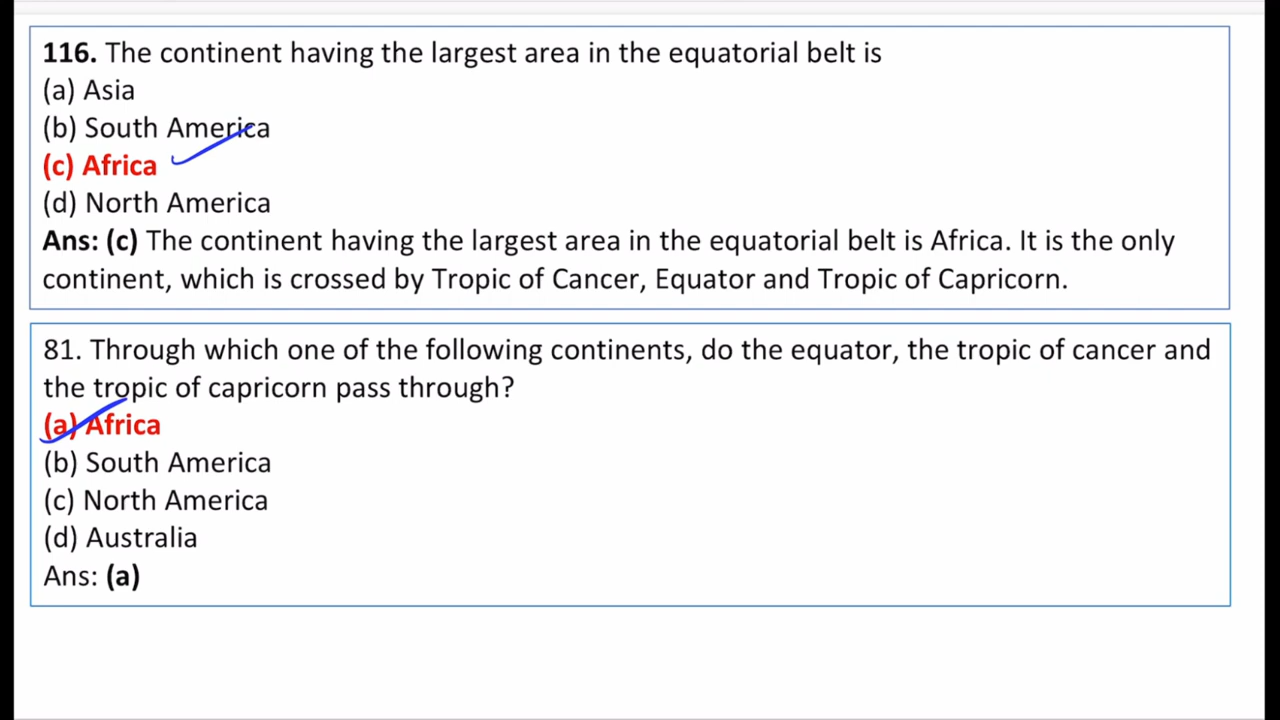 116. The continent having the largest area in the equatorial belt is
(a) Asia
(b) South America
(c) Africa
(d) North America
Ans: (c) The continent having the largest area in the equatorial belt is Africa. It is the only
continent, which is crossed by Tropic of Cancer, Equator and Tropic of Capricorn.
81. Through which one of the following continents, do the equator, the tropic of cancer and
the tropic of capricorn pass through?
(a) Africa
(b) South America
(c) North America
(d) Australia
Ans: (a)